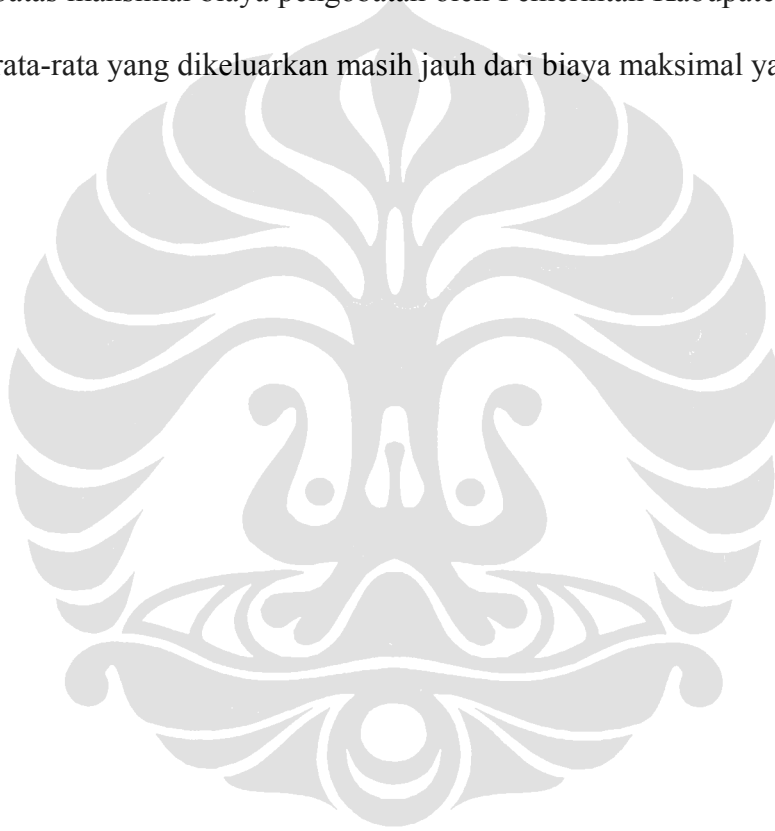 batas maksimal biaya pengobatan oleh Pemerintah Kabupate
rata-rata yang dikeluarkan masih jauh dari biaya maksimal ya